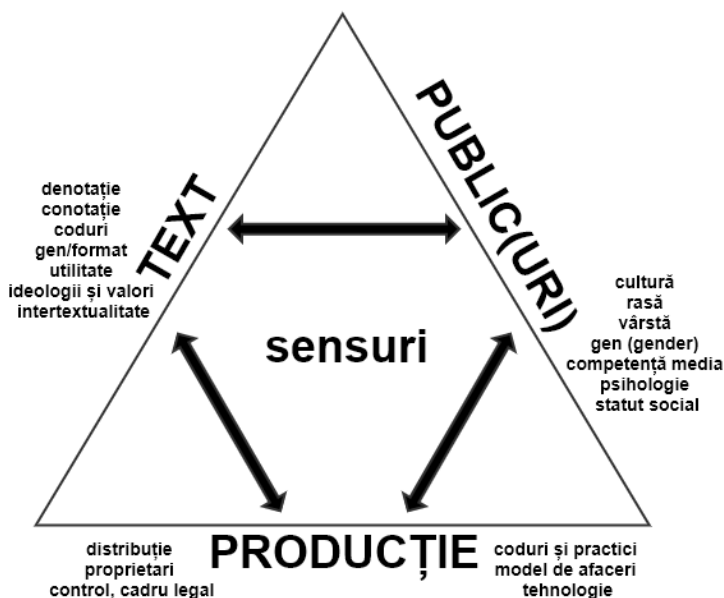 PUBLIC(URI)
TEXT
denotație
conotație
coduri
gen/format
utilitate
ideologii și valori
intertextualitate
sensuri
cultură
rasă
vârstă
gen (gender)
competență media
psihologie
statut social
PRODUCȚIE
distribuție
proprietari
control, cadru legal
coduri și practici
model de afaceri
tehnologie